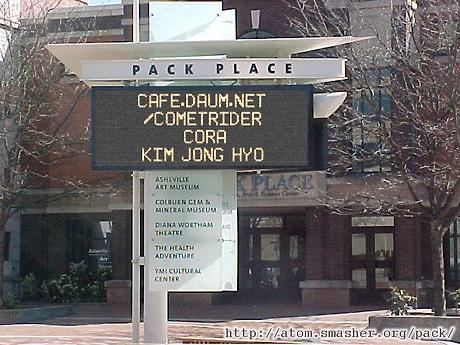 PACK PLACE
CAFE.DAUM.NET
/COMETRIDER
CORA
KIM JONG HYO
ASHEVILLE
ART MUSEUM
COLBURN GEM &
MINERAL MUSEUM
DIANA WORTHAM
THEATRE
THE HEALTH
ADVENTURE
YMI CULTURAL
CENTER
PACK PLACE
http://atom.smasher.org/pack/